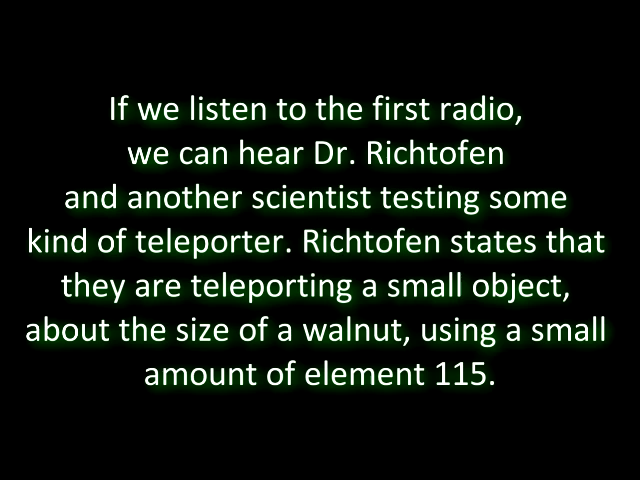 If we listen to the first radio,
we can hear Dr. Richtofen
and another scientist testing some
kind of teleporter. Richtofen states that
they are teleporting a small object,
about the size of a walnut, using a small
amount of element 115.